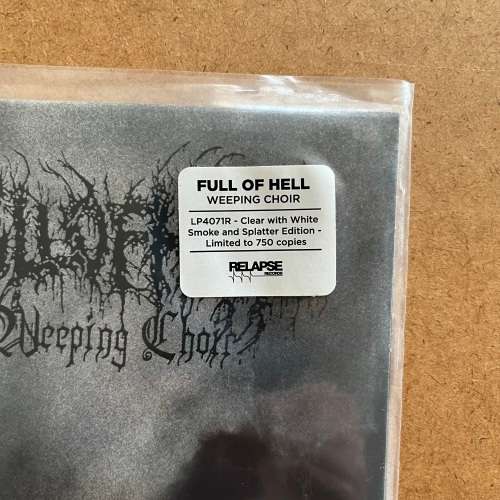 FULL OF HELL
WEEPING CHOIR
LP4071R - Clear with White
Smoke and Splatter Edition -
Limited to 750 copies
RELAPSE
RECORDS
Weeping Choir